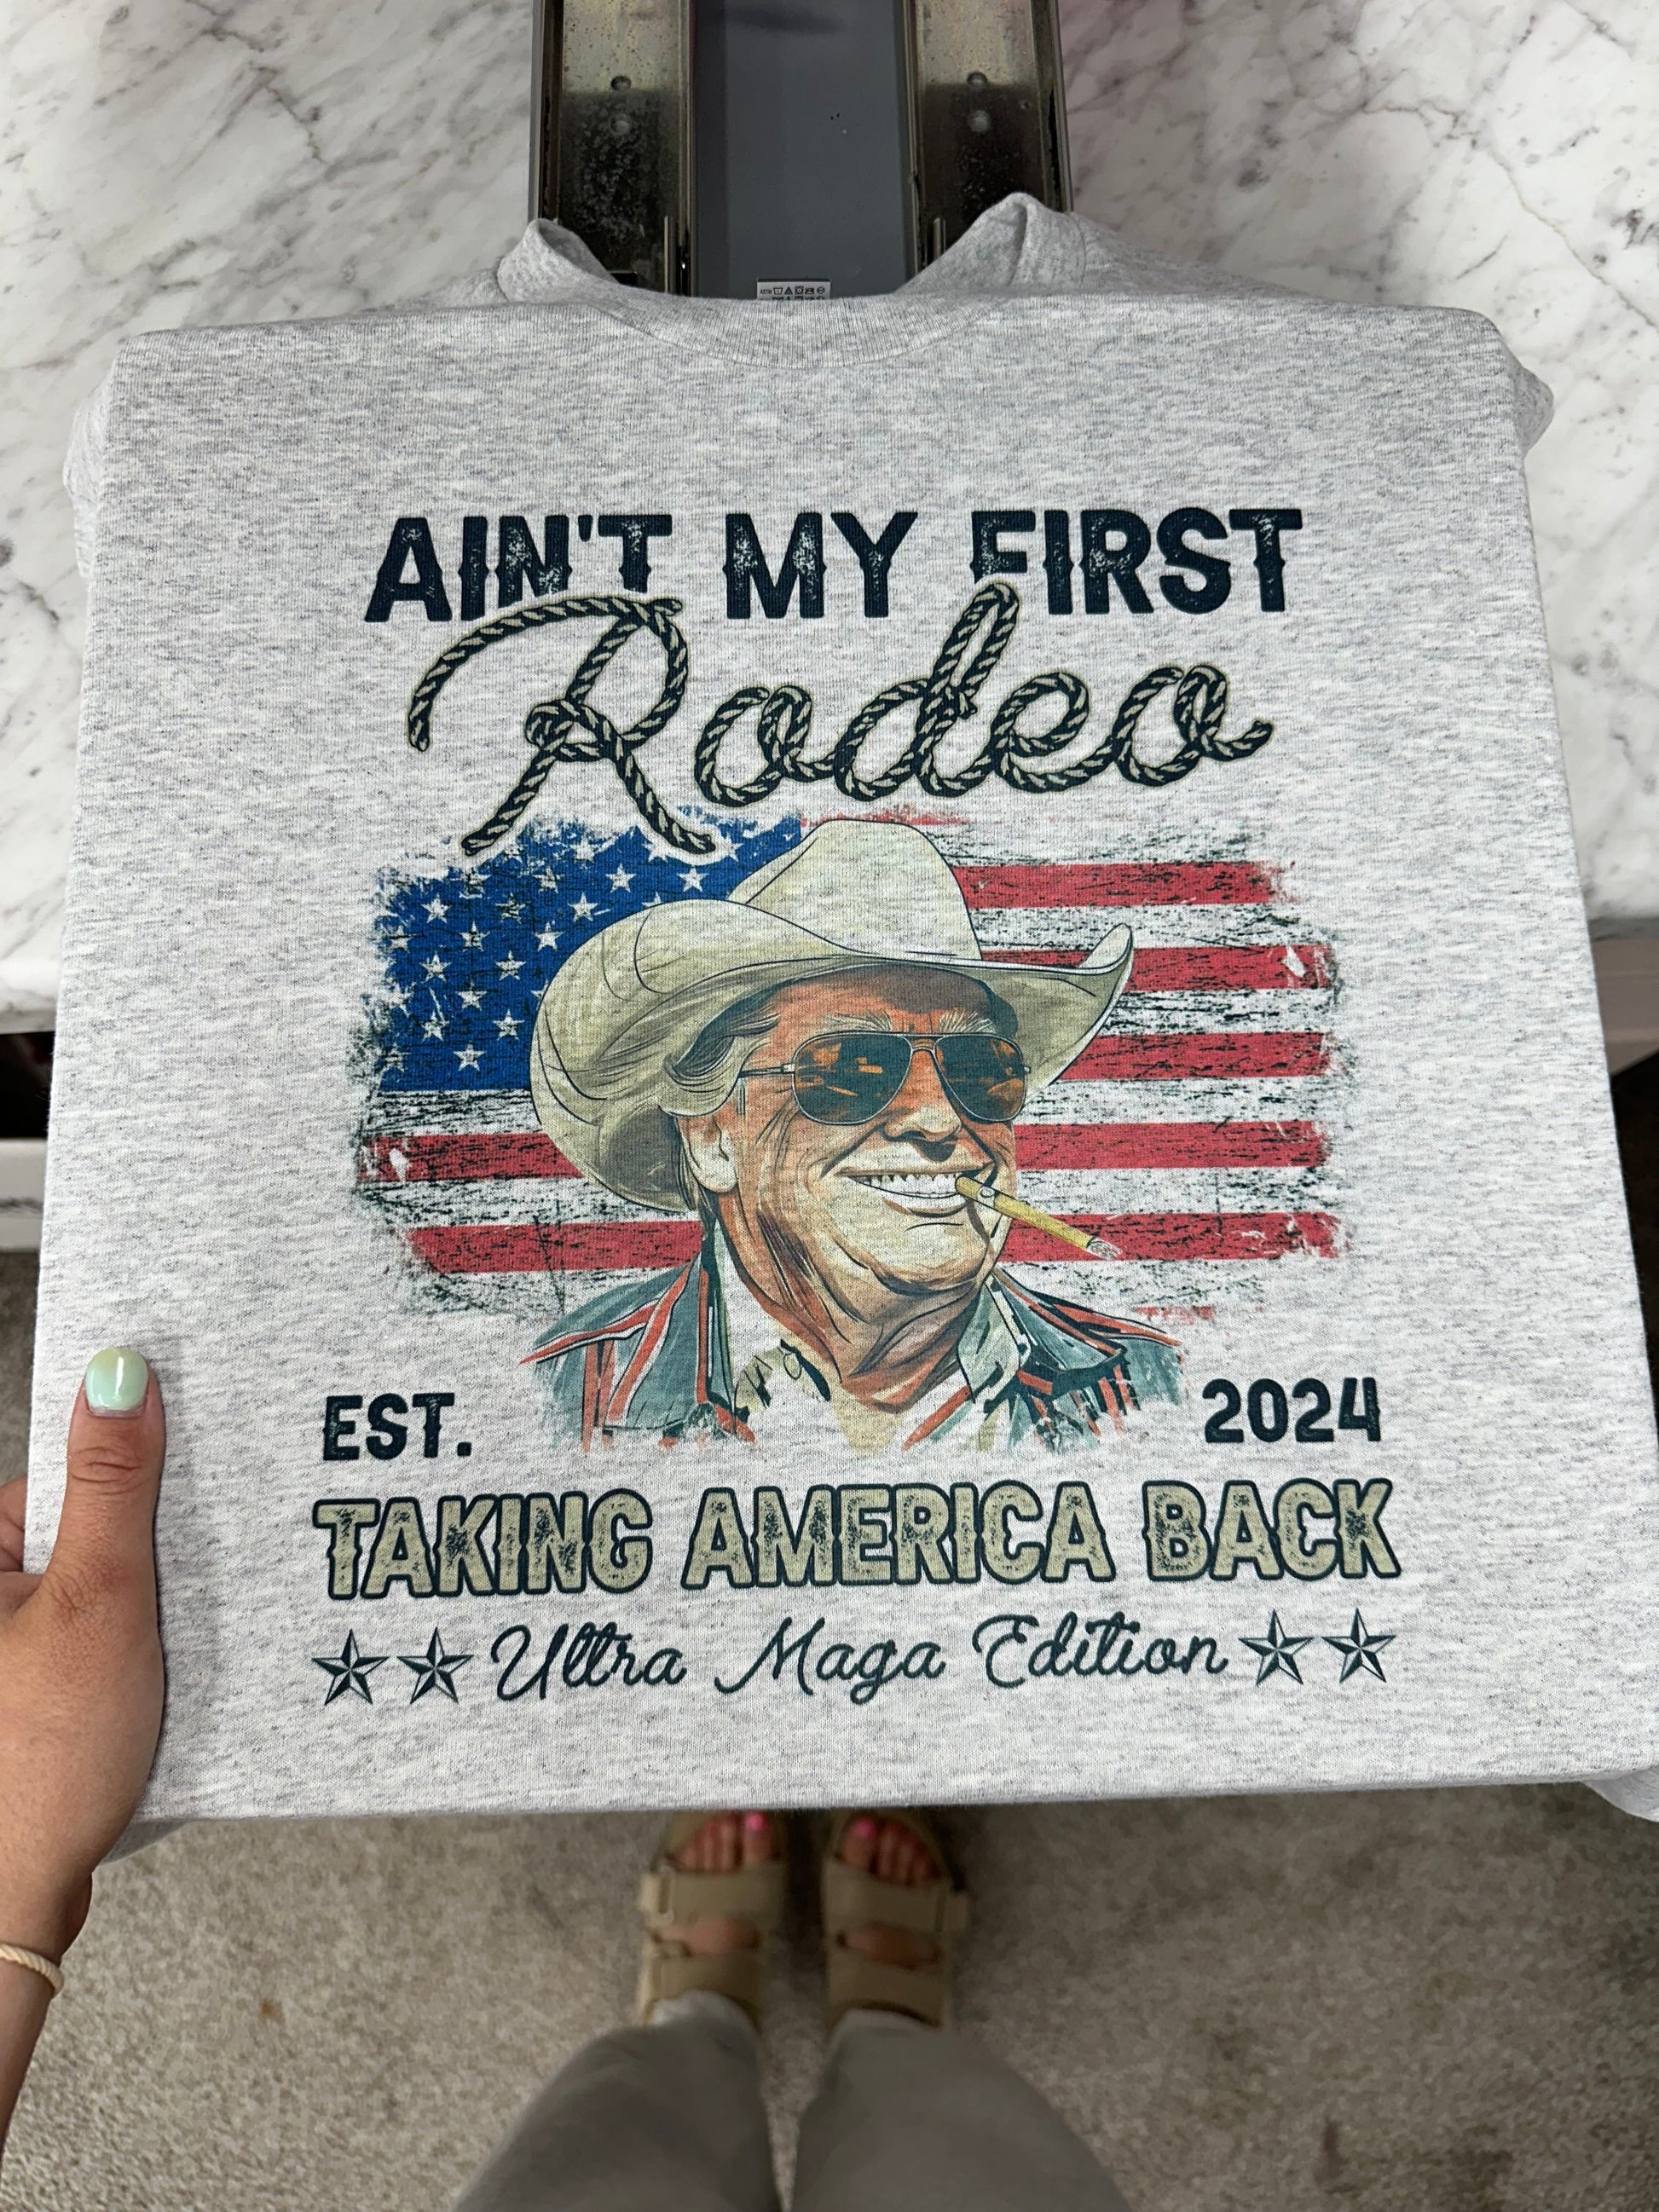 AIN'T MY FIRST
Rodeo
EST. 2024
TAKING AMERICA BACK
Ultra Maga Edition